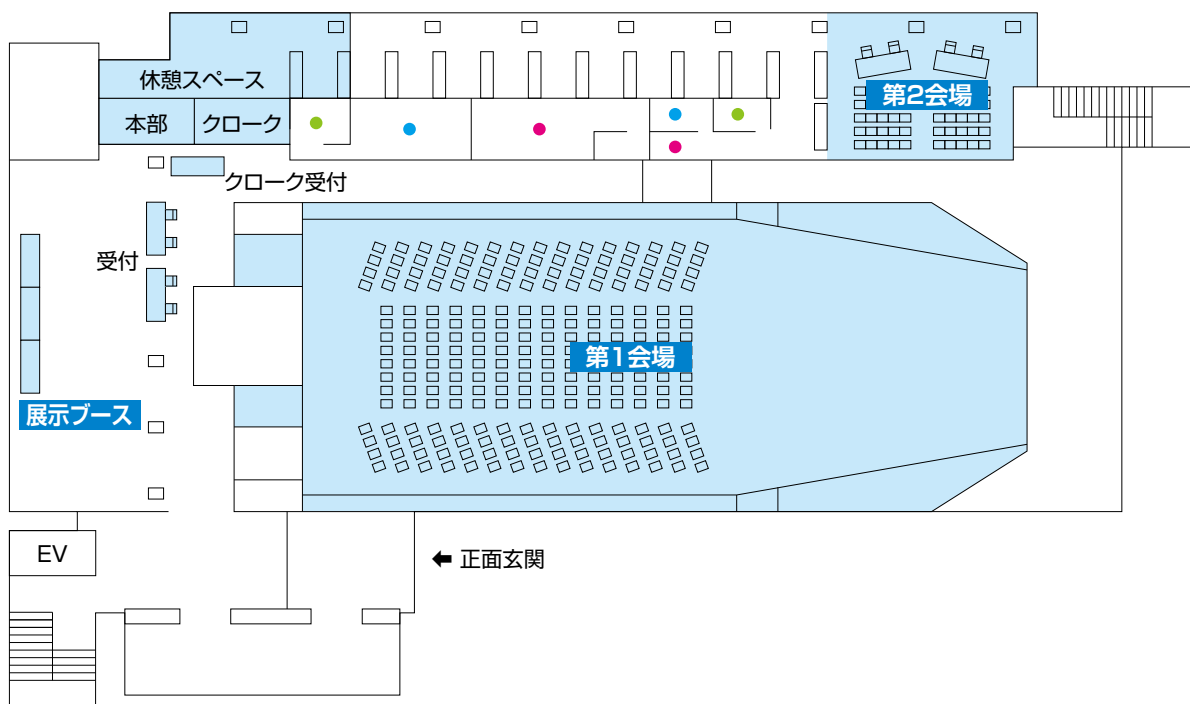 休憩スペース
第2会場
本部
クローク
クローク受付
受付
第1会場
展示ブース
EV
正面玄関